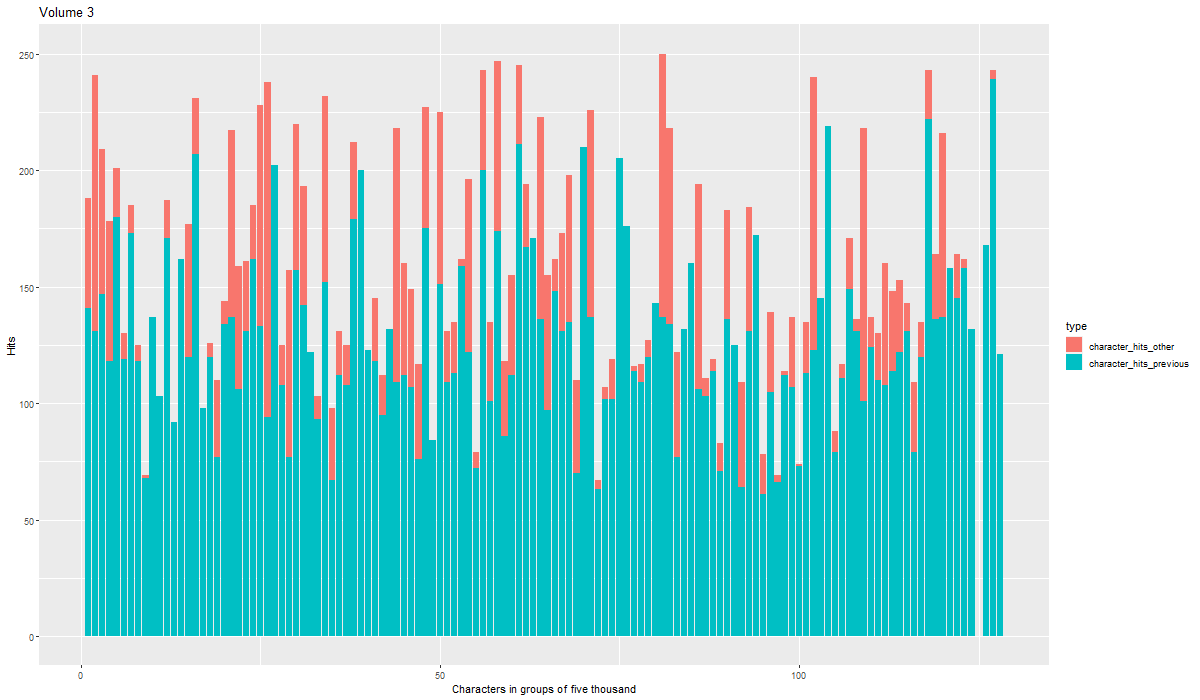 Volume 3
250
200
150
100
50
0
Hits
0
50
100
Characters in groups of five thousand
type
character_hits_other
character_hits_previous